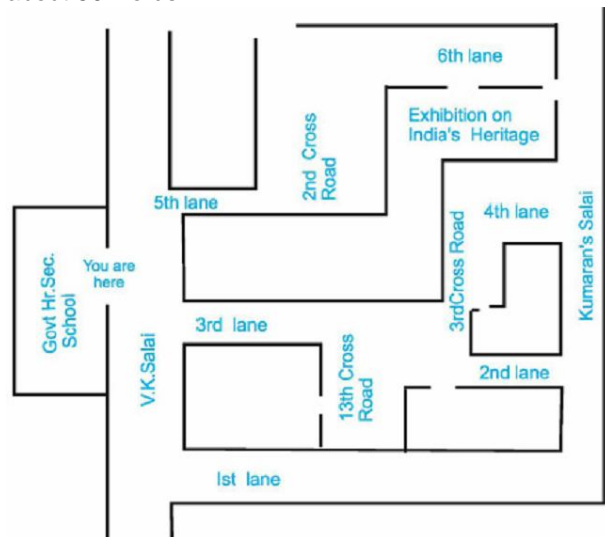 6th lane
Exhibition on
India's Heritage
2nd Cross
Road
5th lane
4th lane
Kumaran's Salai
3rdCross Road
You are
here
Govt Hr.Sec.
School
3rd lane
V.K.Salai
13th Cross
Road
2nd lane
Ist lane